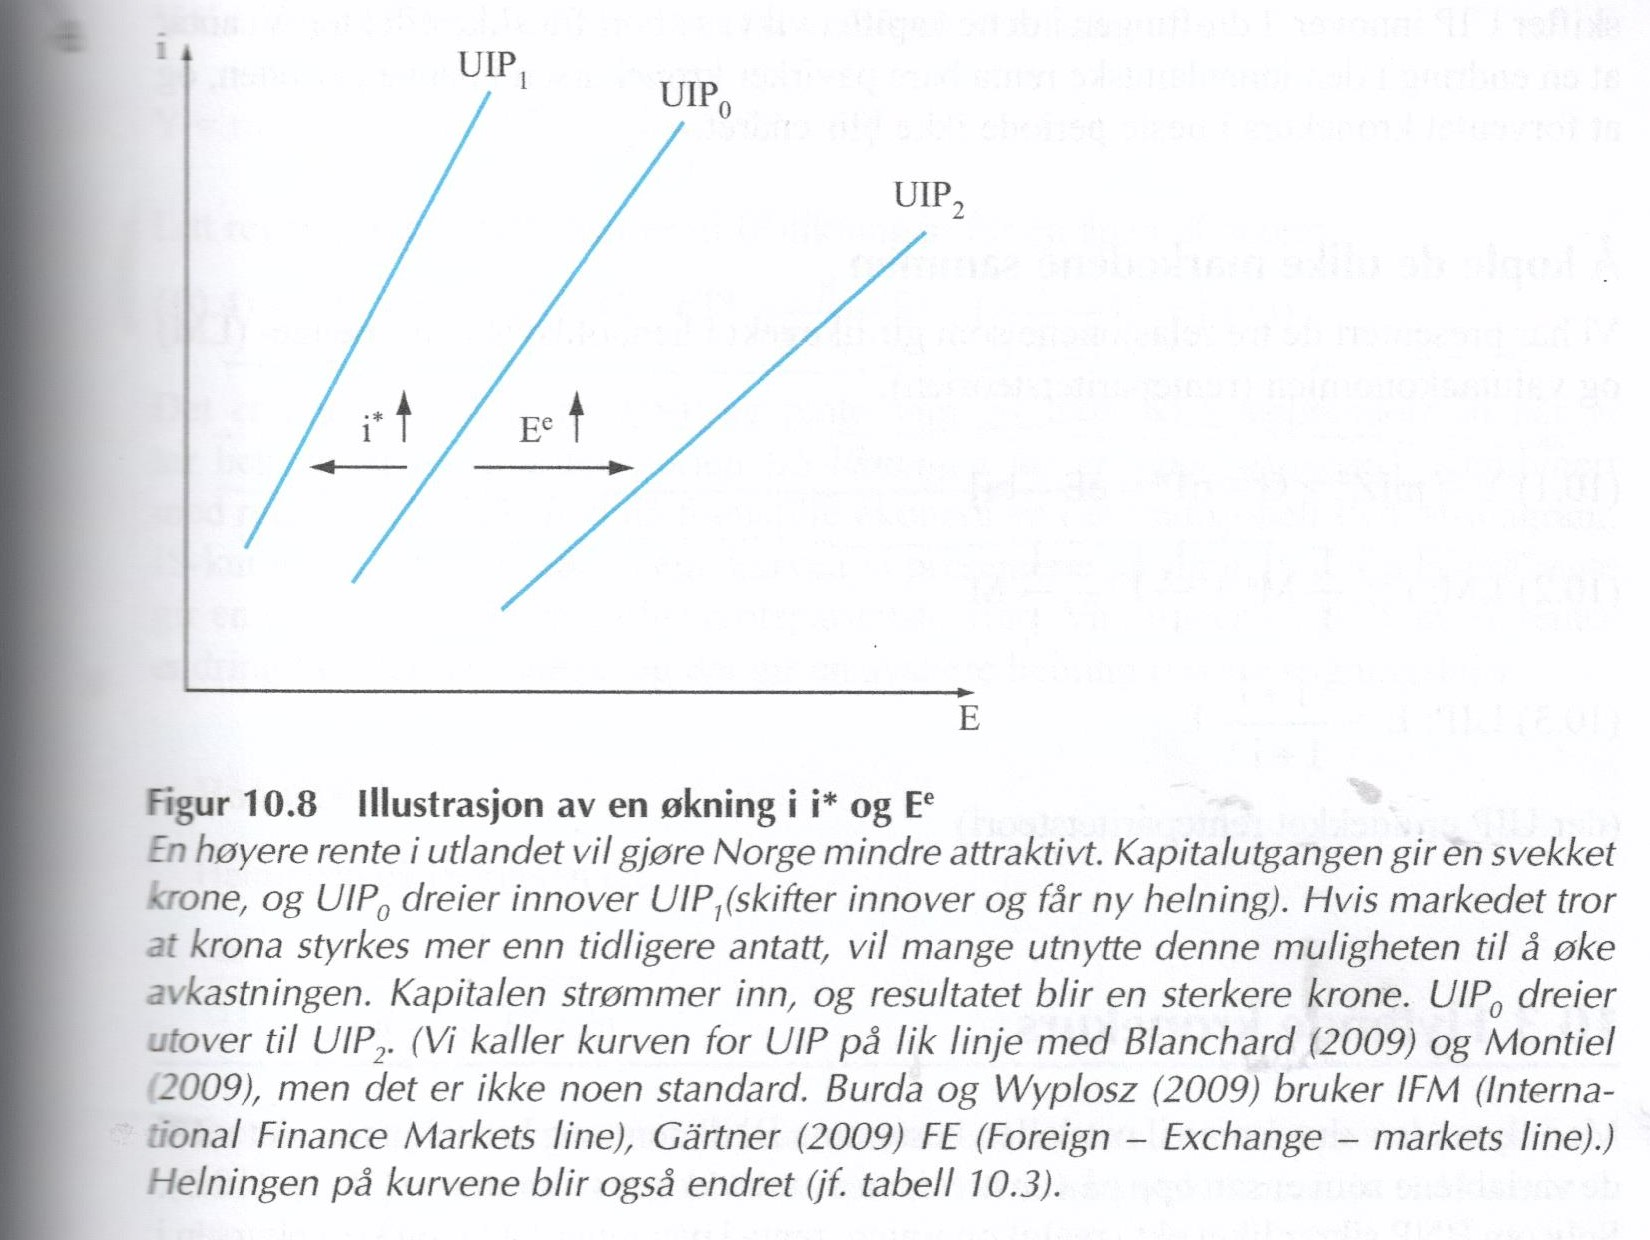 i
UIP1
UIP0
UIP2
i* Ee
E
Figur 10.8 Illustrasjon av en økning i i* og Ee
En høyere rente i utlandet vil gjøre Norge mindre attraktivt. Kapitalutgangen gir en svekket
krone, og UIP0 dreier innover UIP1(skifter innover og får ny helning). Hvis markedet tror
at krona styrkes mer enn tidligere antatt, vil mange utnytte denne muligheten til å øke
avkastningen. Kapitalen strømmer inn, og resultatet blir en sterkere krone. UIP0 dreier
utover til UIP2. (Vi kaller kurven for UIP på lik linje med Blanchard (2009) og Montiel
(2009), men det er ikke noen standard. Burda og Wyplosz (2009) bruker IFM (Interna-
tional Finance Markets line), Gärtner (2009) FE (Foreign – Exchange – markets line).)
Helningen på kurvene blir også endret (jf. tabell 10.3).